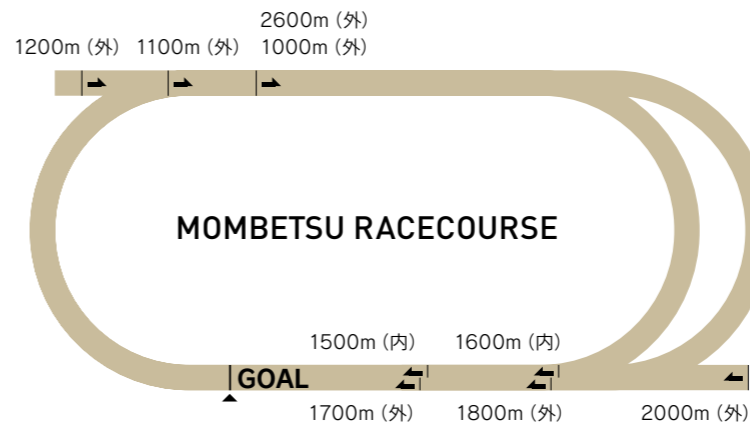 2600m (外)
1200m (外) 1100m (外) 1000m (外)
MOMBETSU RACECOURSE
1500m (内) 1600m (内)
GOAL
1700m (外) 1800m (外) 2000m (外)